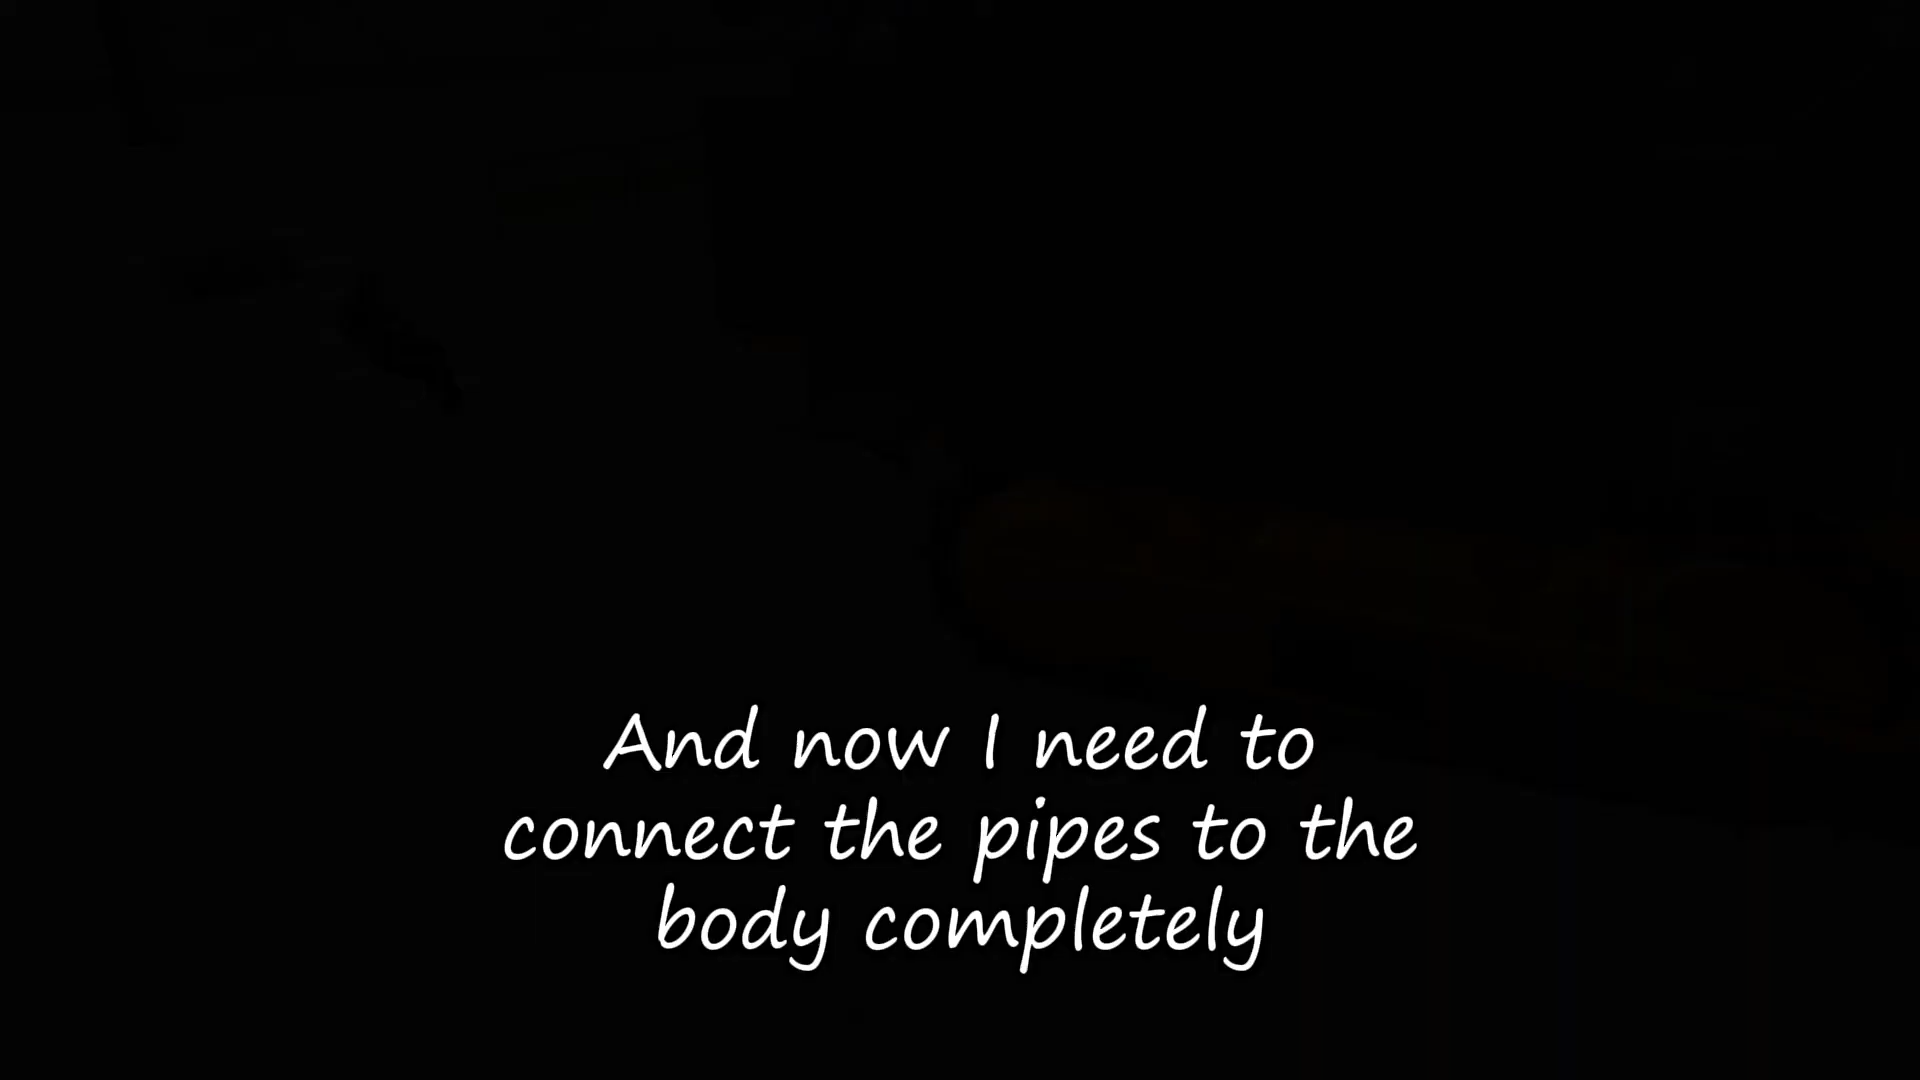 And now I need to
connect the pipes to the
body completely